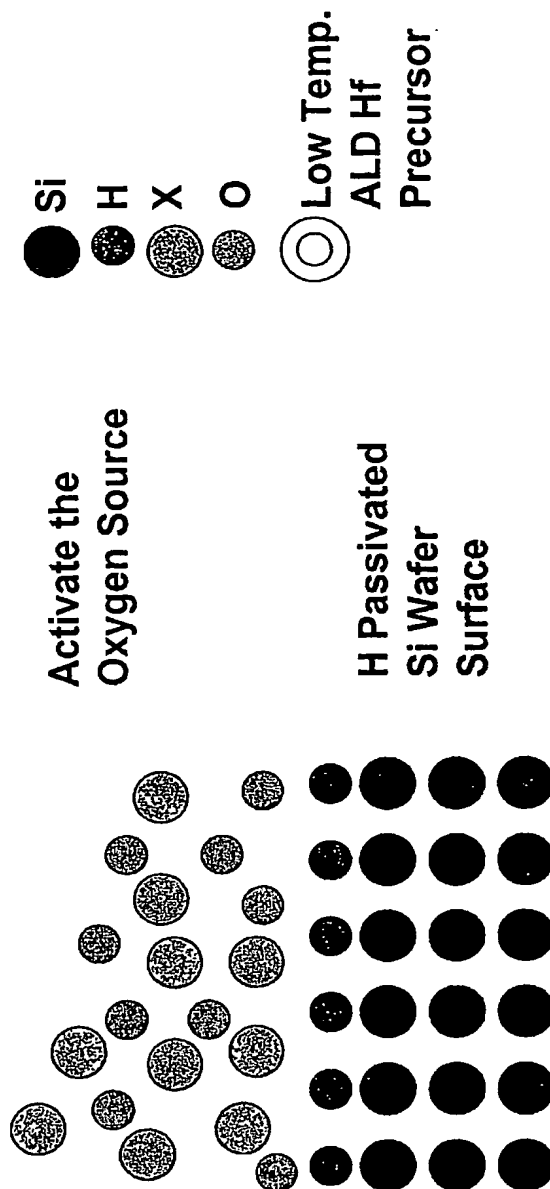 Activate the
Oxygen Source
H Passivated
Si Wafer
Surface
Si
H
X
O
Low Temp.
ALD Hf
Precursor